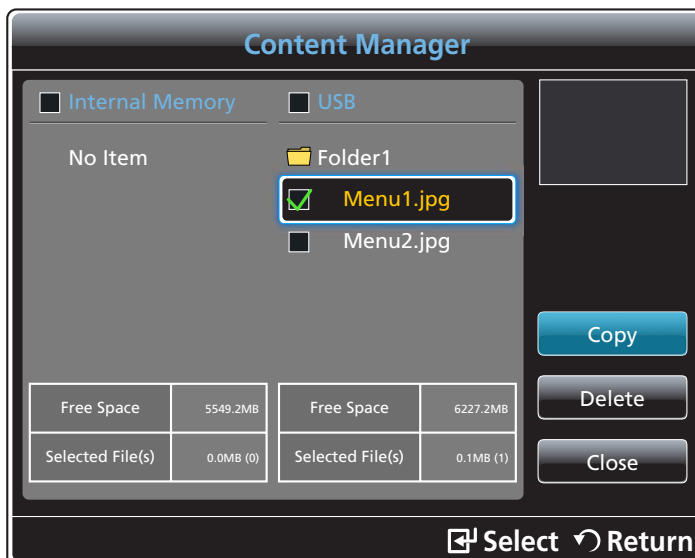 Content Manager
Internal Memory
USB
No Item
Folder1
Menu1.jpg
Menu2.jpg
Copy
Free Space 5549.2MB
Free Space 6227.2MB
Delete
Selected File(s) 0.0MB (0)
Selected File(s) 0.1MB (1)
Close
Select Return